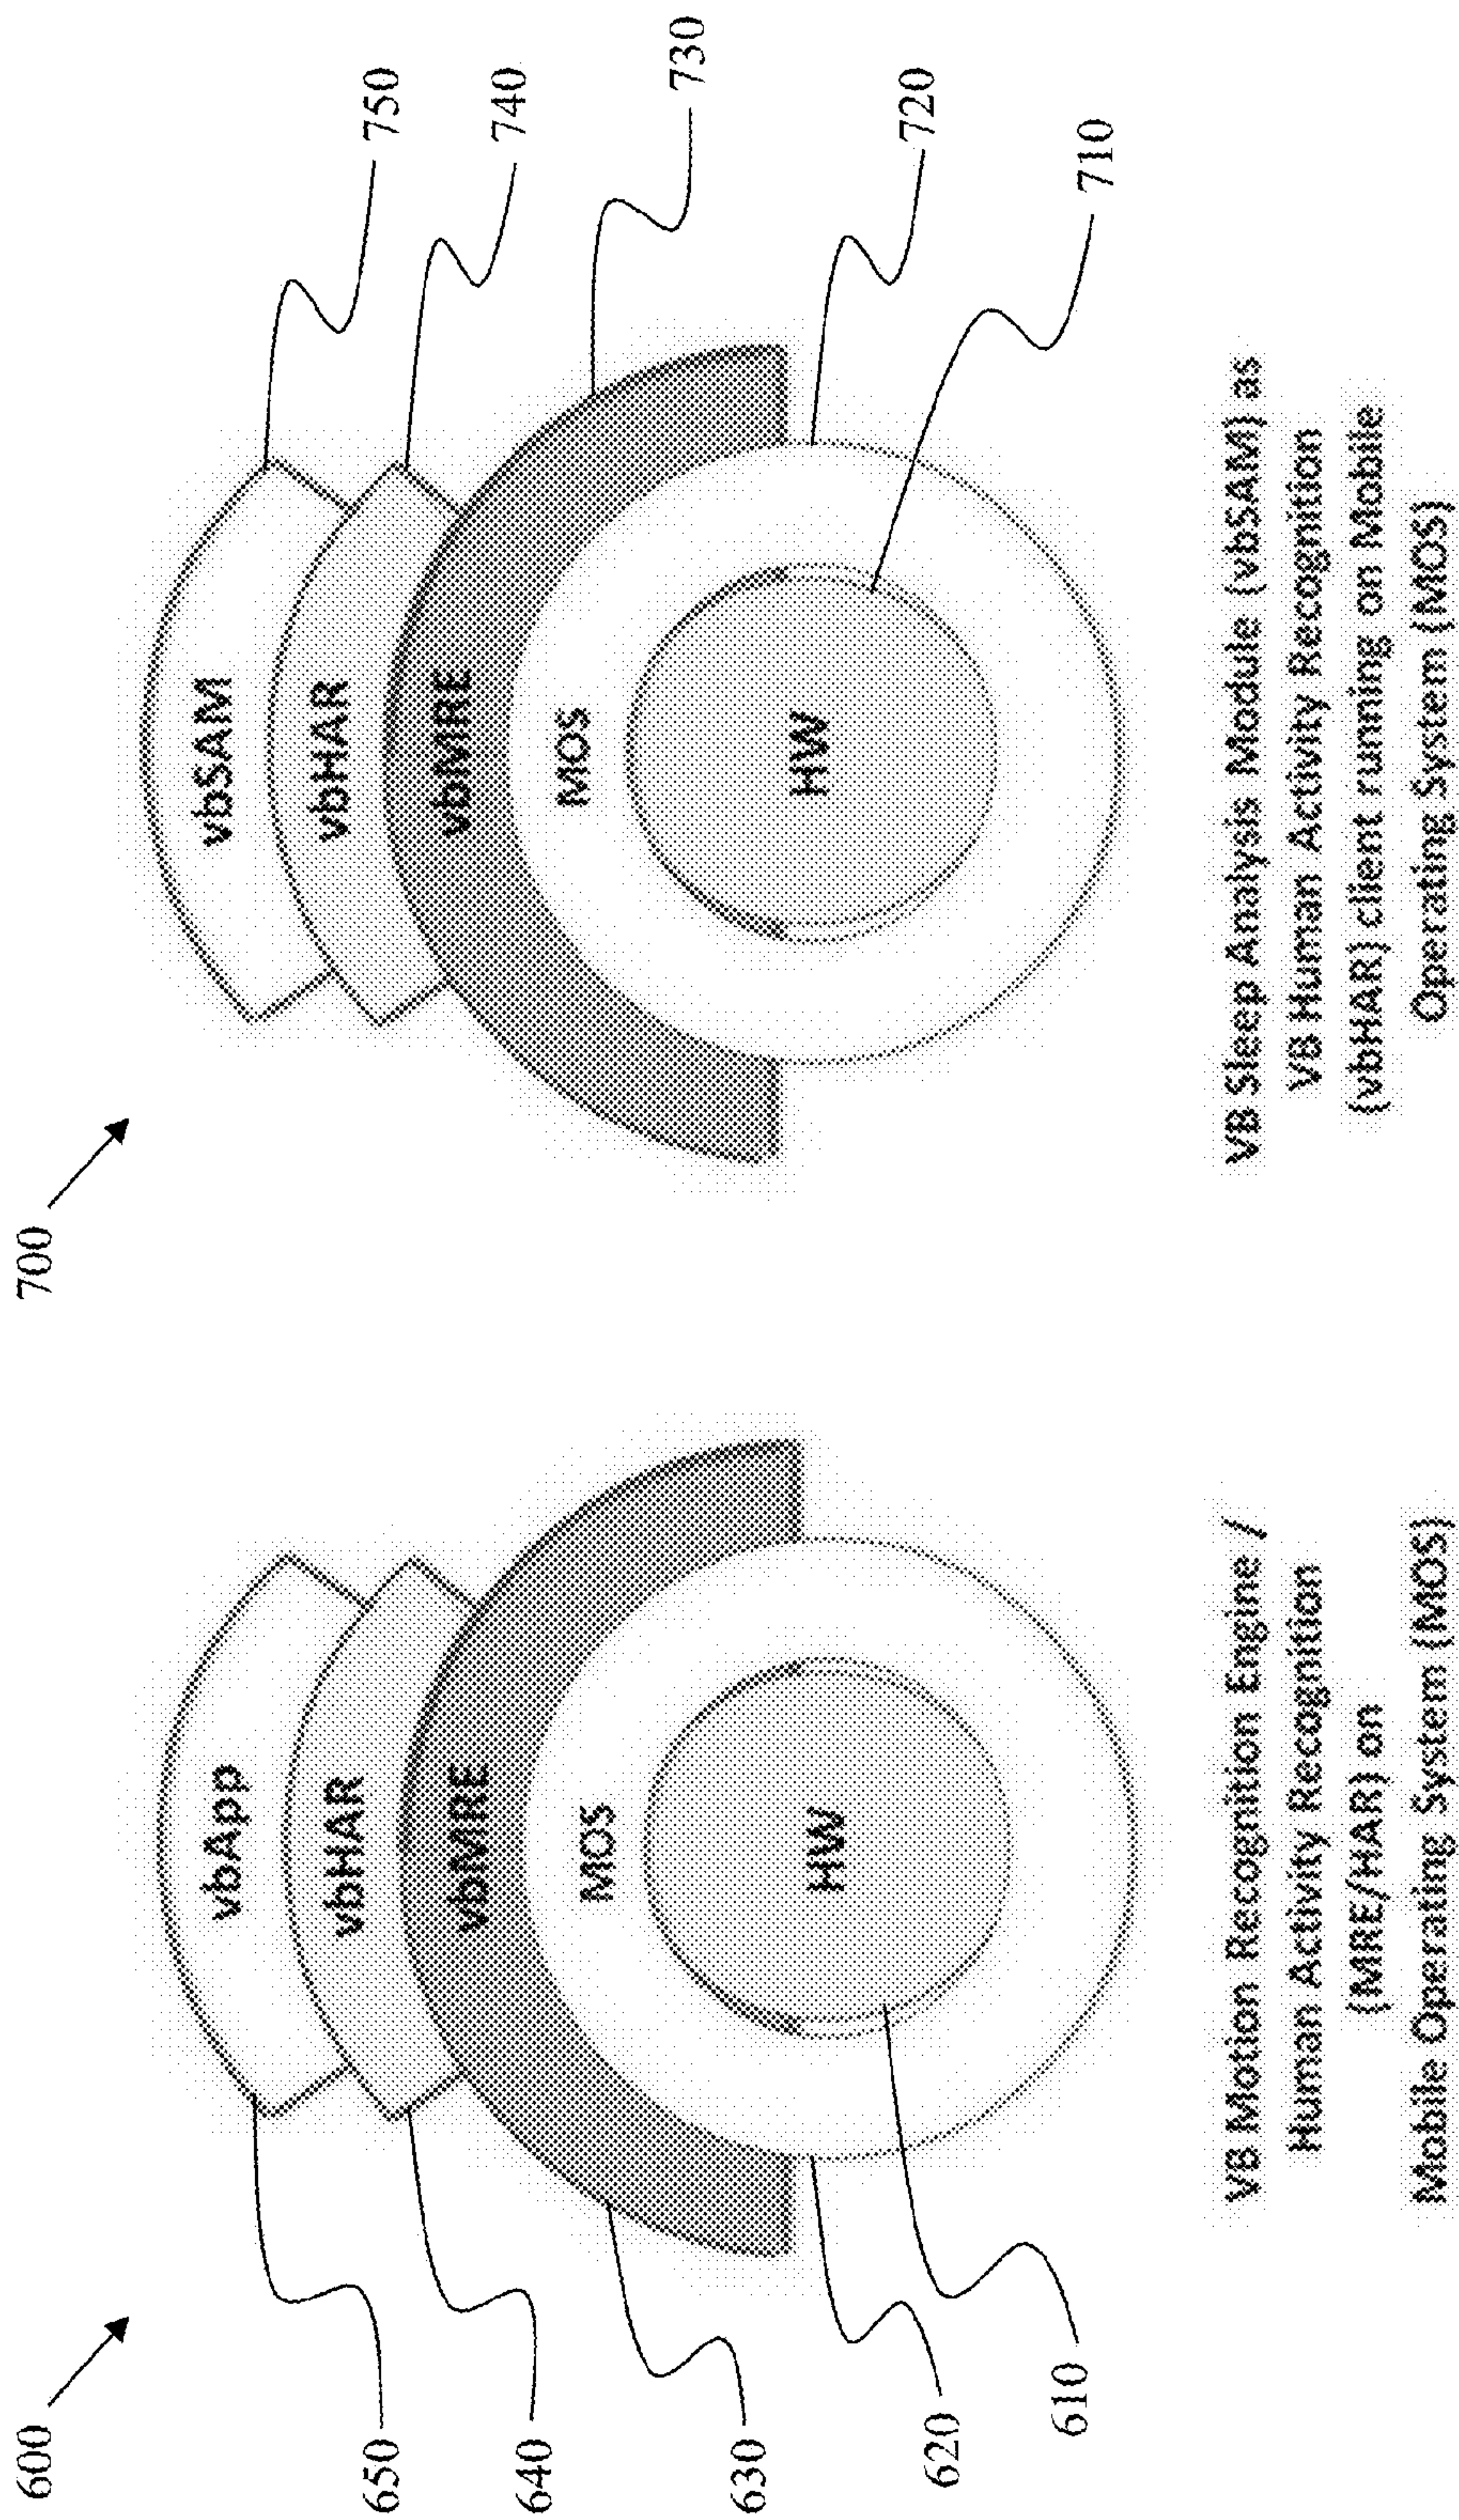 600
vbApp
vbHAR
vbMRE
MOS
HW
650
640
630
620
610
VB Motion Recognition Engine /
Human Activity Recognition
(MRE/HAR) on
Mobile Operating System (MOS)
700
vbSAM
vbHAR
vbMRE
MOS
HW
750
740
730
720
710
VB Sleep Analysis Module (vbSAM) as
VB Human Activity Recognition
(vbHAR) client running on Mobile
Operating System (MOS)